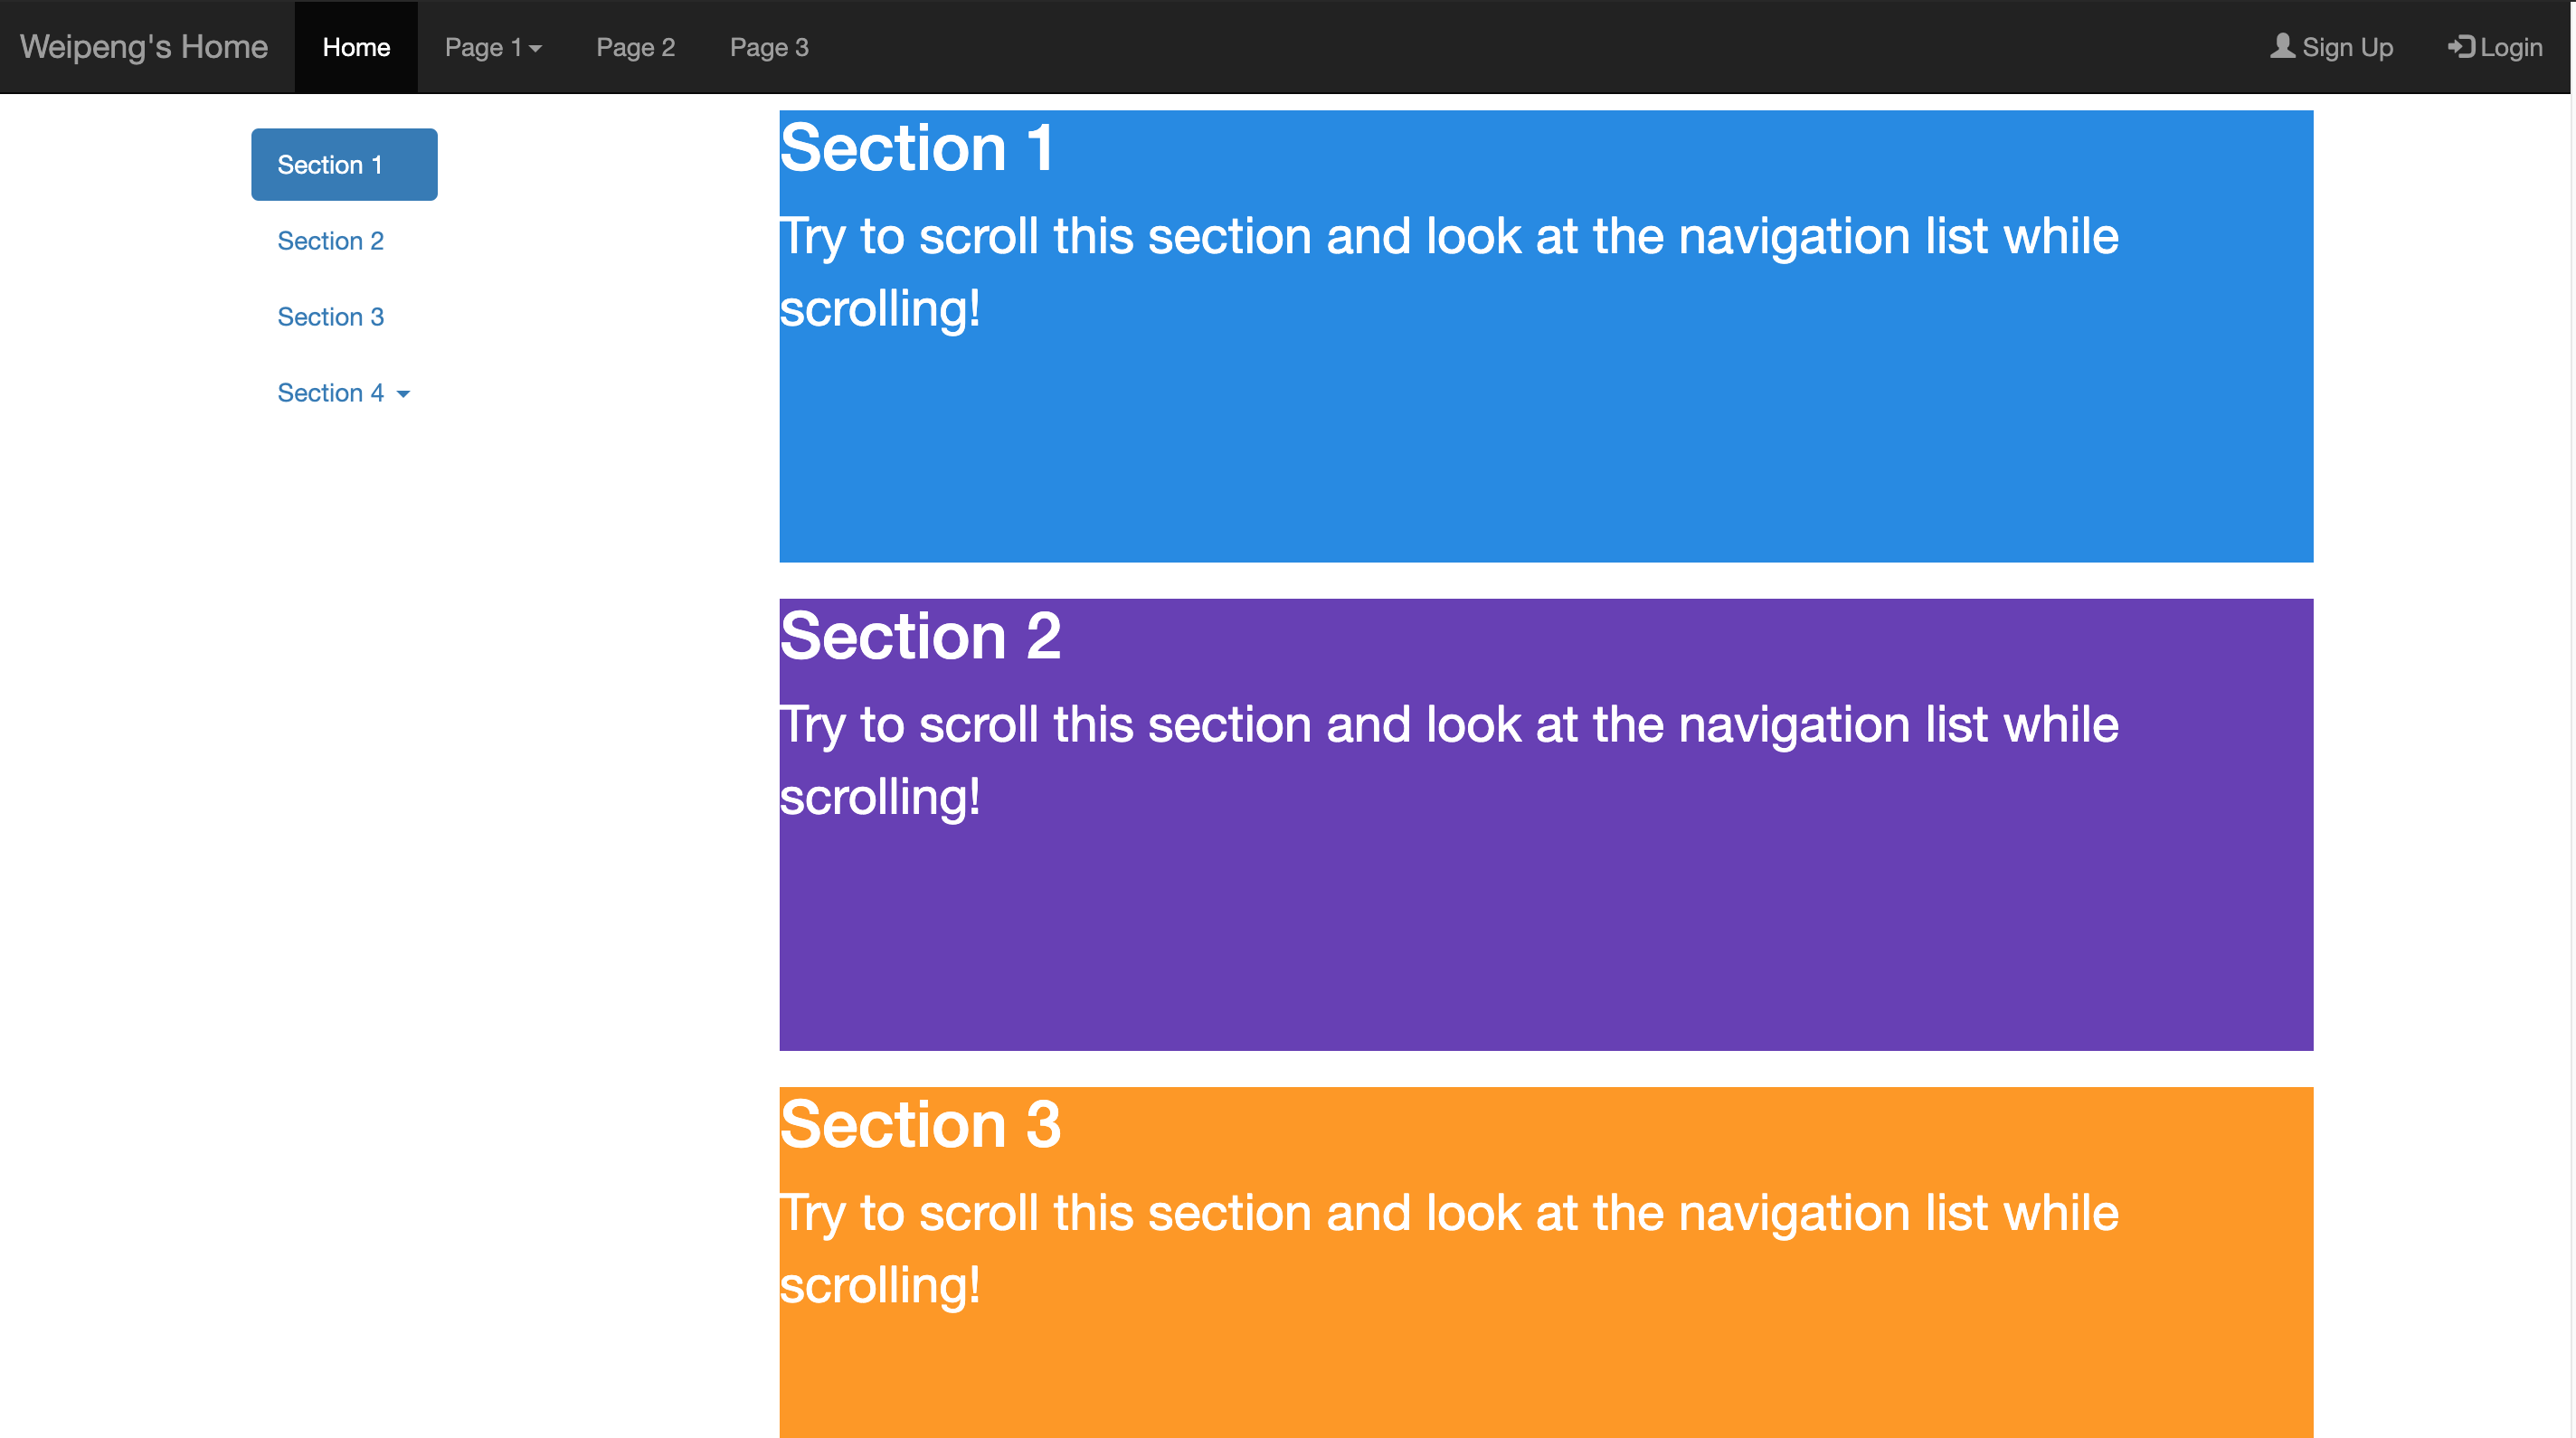 Weipeng's Home Home Page 1 Page 2 Page 3 Sign Up Login
Section 1
Section 2
Section 3
Section 4
Section 1
Try to scroll this section and look at the navigation list while
scrolling!
Section 2
Try to scroll this section and look at the navigation list while
scrolling!
Section 3
Try to scroll this section and look at the navigation list while
scrolling!